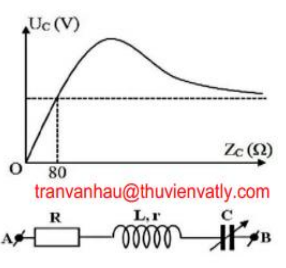 U_C (V)
O
80
Z_C (Ω)
tranvanhau@thuvienvatly.com
A R L, r C B